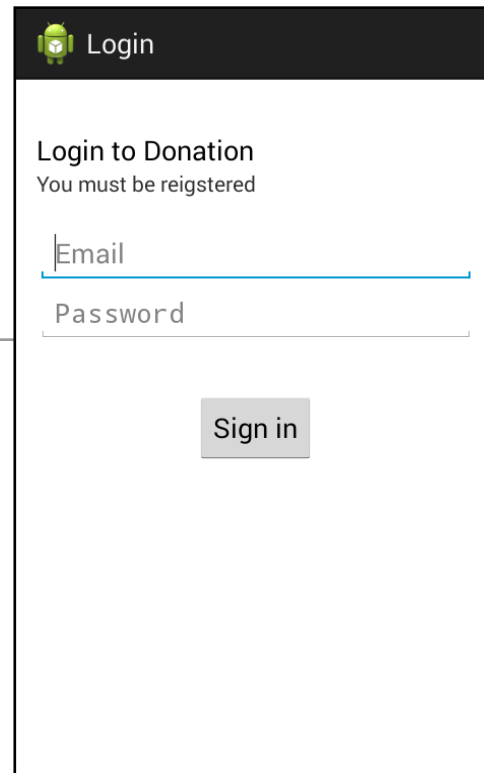 Login
Login to Donation
You must be reigstered
Email
Password
Sign in